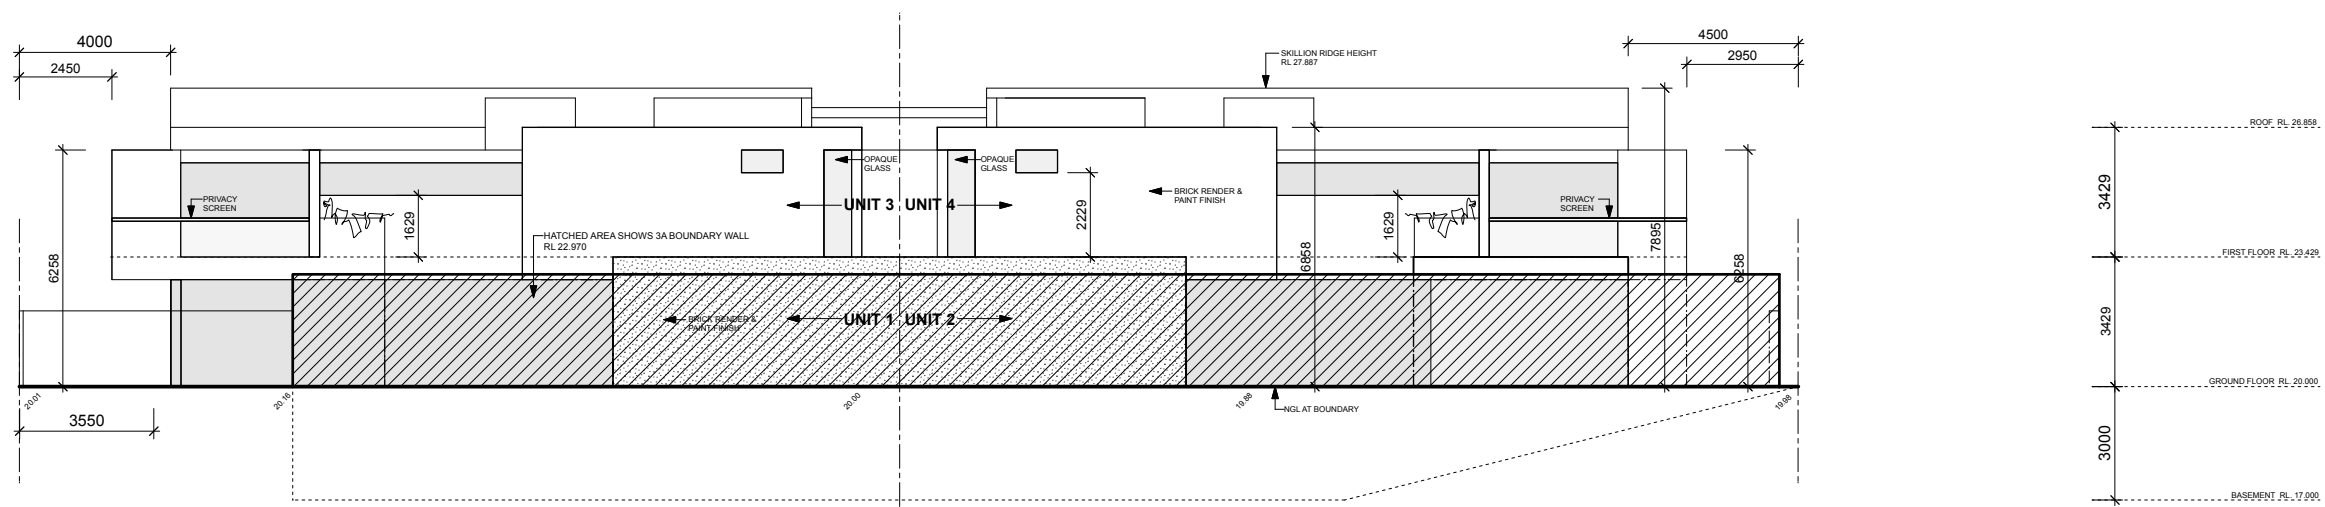 4000
4500
2450
2950
SKILLION RIDGE HEIGHT
RL 27.887
ROOF RL. 26.858
OPAQUE
GLASS
OPAQUE
GLASS
PRIVACY
SCREEN
BRICK RENDER &
PAINT FINISH
PRIVACY
SCREEN
UNIT 3
UNIT 4
1629
2229
1629
3429
HATCHED AREA SHOWS 3A BOUNDARY WALL
RL 22.970
6258
6858
7895
6258
FIRST FLOOR RL. 23.429
BRICK RENDER &
PAINT FINISH
UNIT 1
UNIT 2
3429
GROUND FLOOR RL. 20.000
20.01
20.16
20.00
19.88
19.98
NGL AT BOUNDARY
3550
3000
BASEMENT RL. 17.000